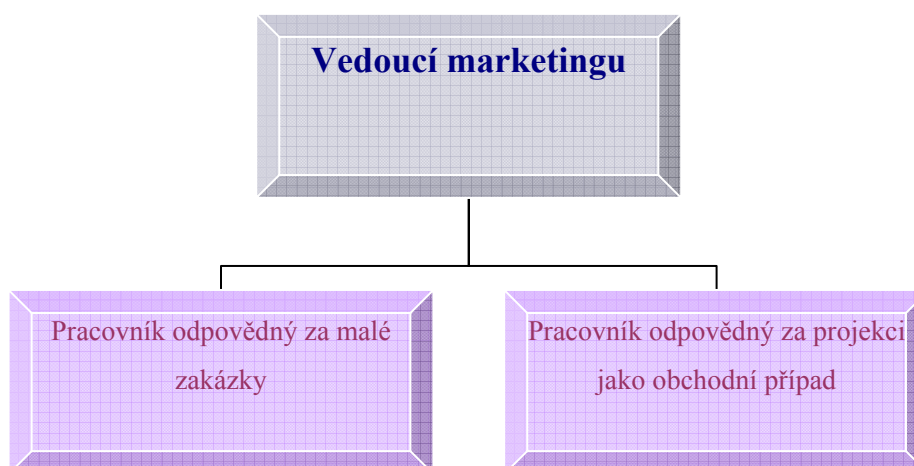 Vedoucí marketingu
Pracovník odpovědný za malé
zakázky
Pracovník odpovědný za projekci
jako obchodní případ